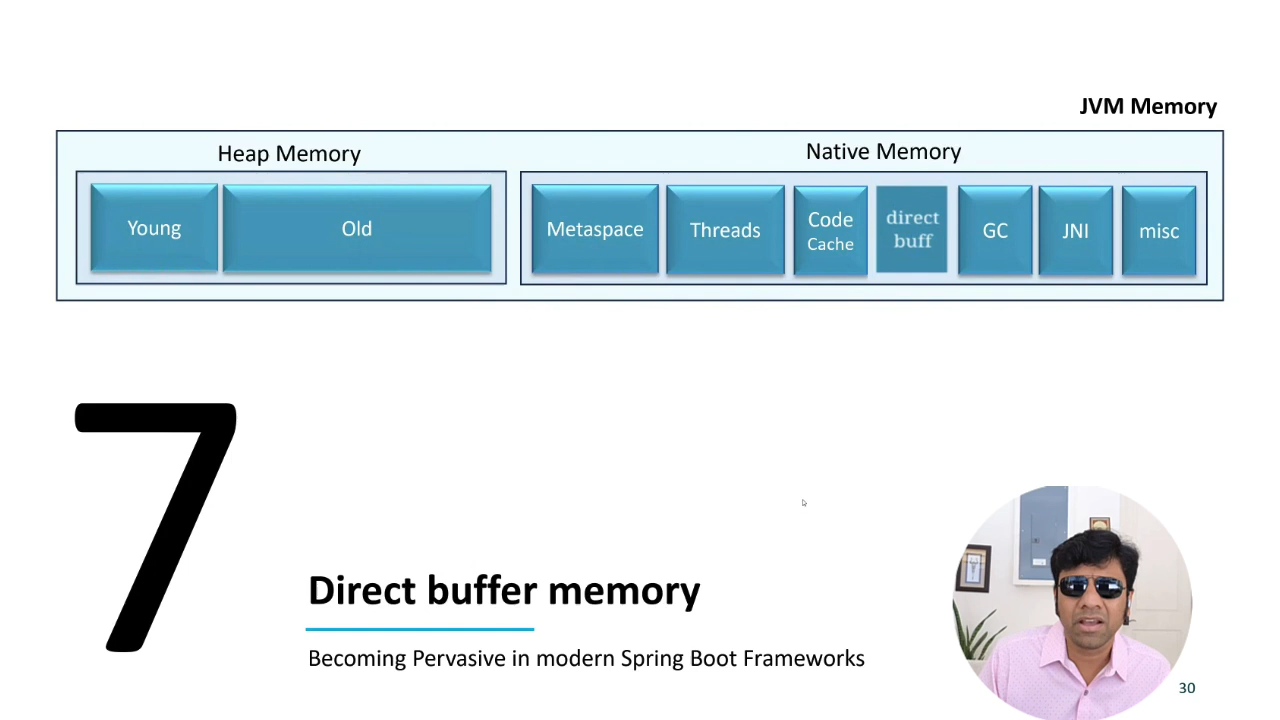 JVM Memory
Heap Memory
Native Memory
Young
Old
Metaspace
Threads
Code
Cache
direct
buff
GC
JNI
misc
7
Direct buffer memory
Becoming Pervasive in modern Spring Boot Frameworks
30